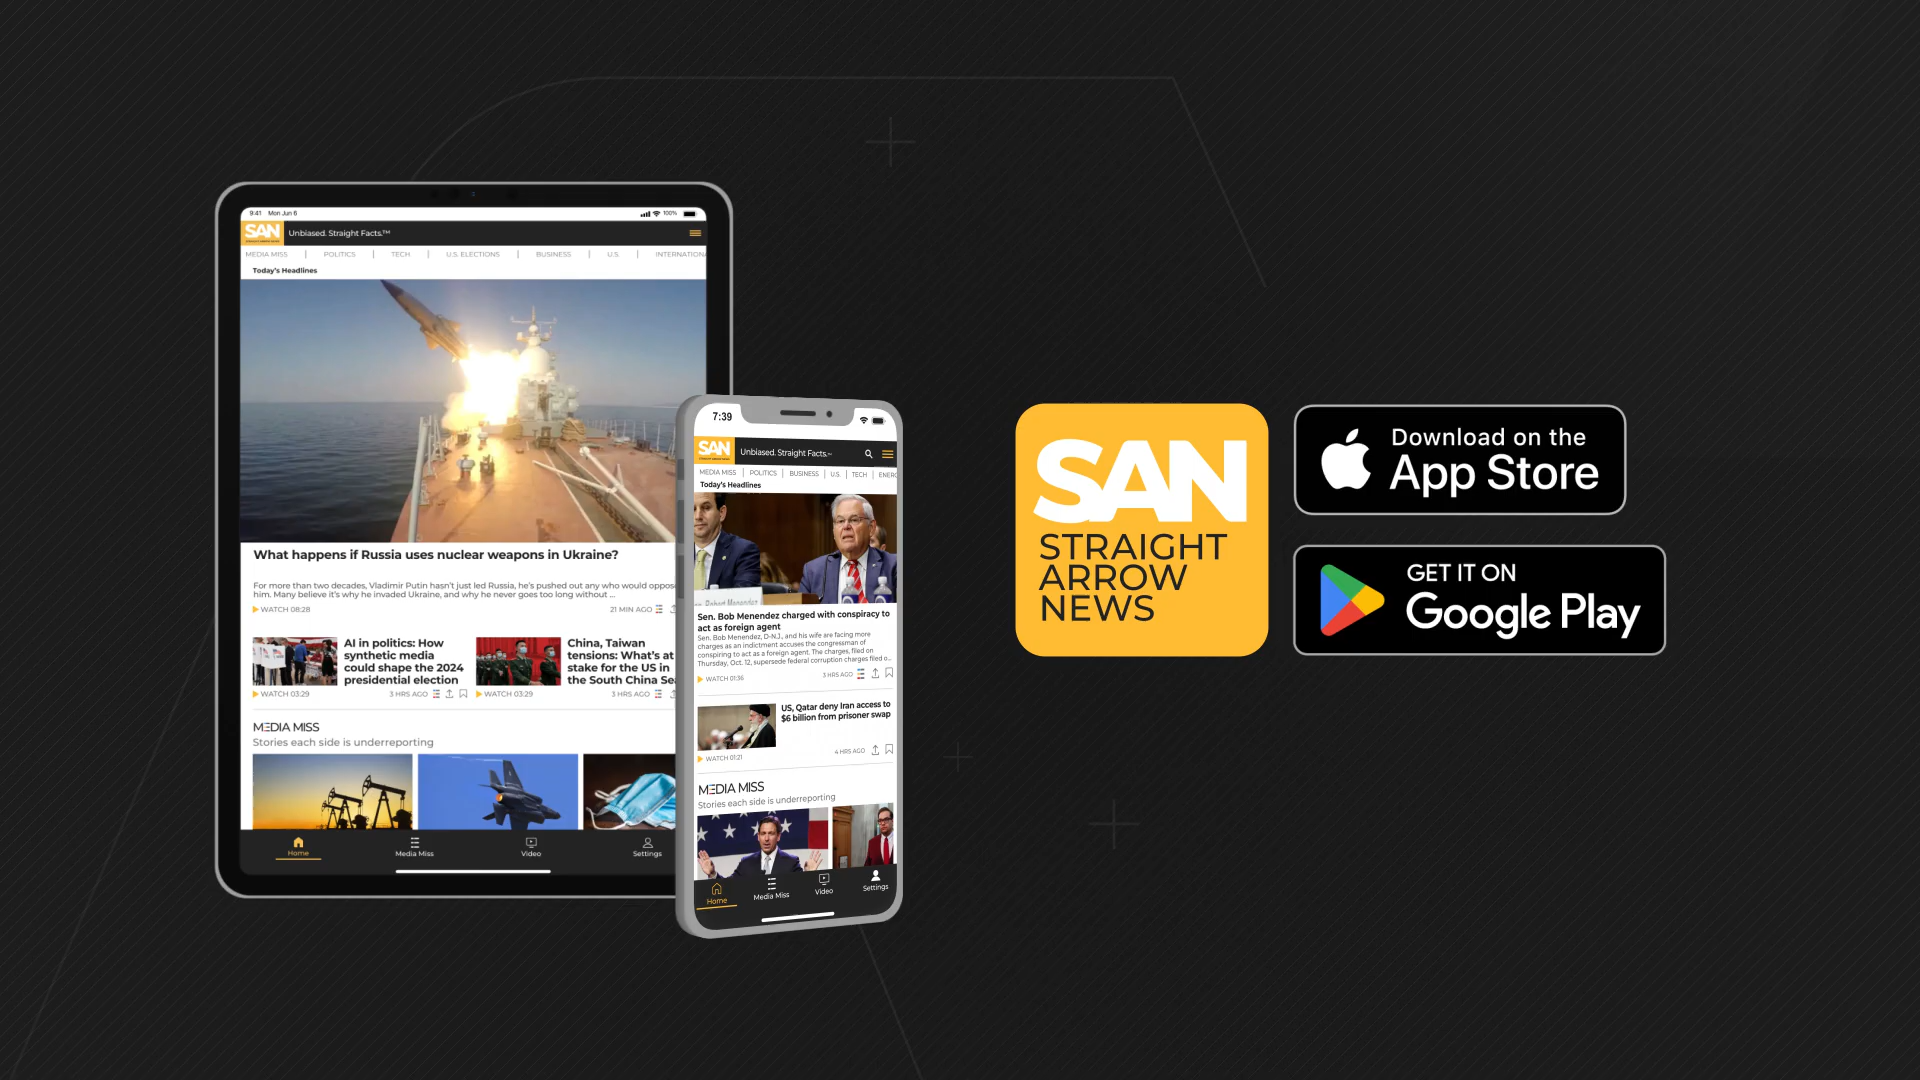 9:41 Mon Jun 6
100%
SAN
Unbiased. Straight Facts.™
MEDIA MISS | POLITICS | TECH | U.S. ELECTIONS | BUSINESS | U.S. | INTERNATIONA
Today's Headlines
What happens if Russia uses nuclear weapons in Ukraine?
For more than two decades, Vladimir Putin hasn't just led Russia, he's pushed out any who would oppos
him. Many believe it's why he invaded Ukraine, and why he never goes too long without ...
WATCH 08:28
21 MIN AGO
AI in politics: How
synthetic media
could shape the 2024
presidential election
WATCH 03:29
3 HRS AGO
China, Taiwan
tensions: What's at
stake for the US in
the South China Se
WATCH 03:29
3 HRS AGO
MEDIA MISS
Stories each side is underreporting
Home
Media Miss
Video
Settings
7:39
SAN
Unbiased. Straight Facts.™
MEDIA MISS | POLITICS | BUSINESS | U.S. | TECH | ENERG
Today's Headlines
Robert Menendez
Sen. Bob Menendez charged with conspiracy to
act as foreign agent
Sen. Bob Menendez, D-N.J., and his wife are facing more
charges as an indictment accuses the congressman of
conspiring to act as a foreign agent. The charges, filed on
Thursday, Oct. 12, supersede federal corruption charges filed o...
WATCH 01:36
3 HRS AGO
US, Qatar deny Iran access to
$6 billion from prisoner swap
4 HRS AGO
WATCH 01:21
MEDIA MISS
Stories each side is underreporting
Home
Media Miss
Video
Settings
SAN
STRAIGHT
ARROW
NEWS
Download on the
App Store
GET IT ON
Google Play